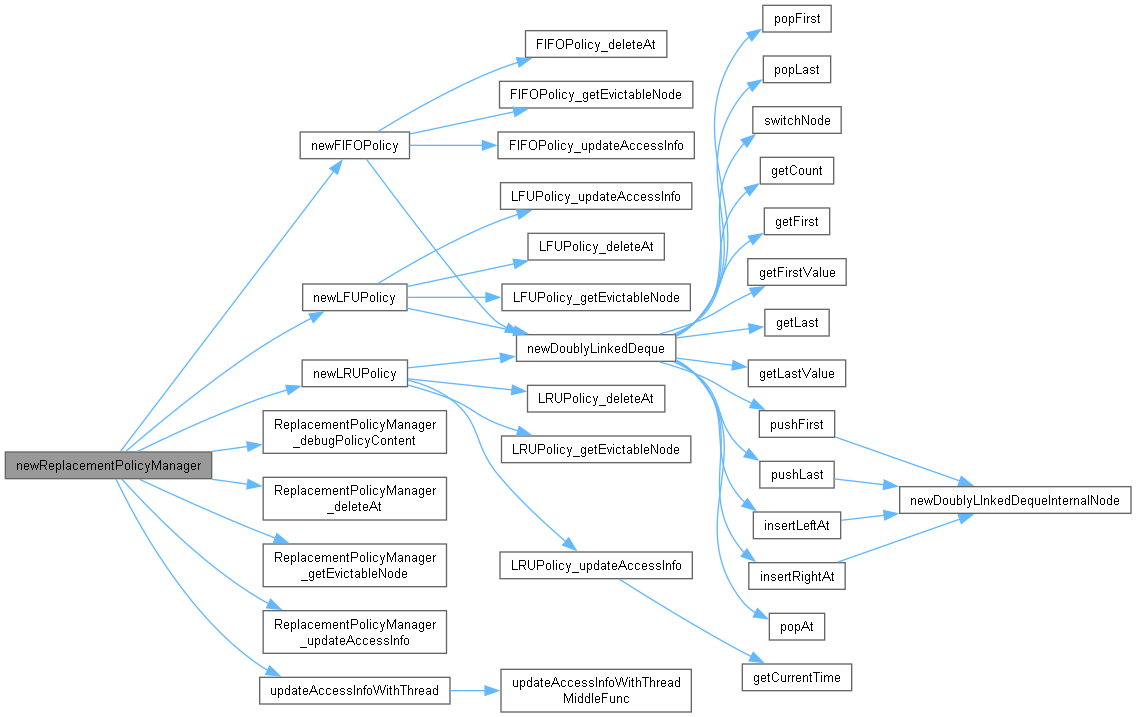 newReplacementPolicyManager
newFIFOPolicy
newLFUPolicy
newLRUPolicy
ReplacementPolicyManager
_debugPolicyContent
ReplacementPolicyManager
_deleteAt
ReplacementPolicyManager
_getEvictableNode
ReplacementPolicyManager
_updateAccessInfo
updateAccessInfoWithThread
FIFOPolicy_deleteAt
FIFOPolicy_getEvictableNode
FIFOPolicy_updateAccessInfo
LFUPolicy_updateAccessInfo
LFUPolicy_deleteAt
LFUPolicy_getEvictableNode
newDoublyLinkedDeque
LRUPolicy_deleteAt
LRUPolicy_getEvictableNode
LRUPolicy_updateAccessInfo
updateAccessInfoWithThread
MiddleFunc
popFirst
popLast
switchNode
getCount
getFirst
getFirstValue
getLast
getLastValue
pushFirst
pushLast
insertLeftAt
insertRightAt
popAt
getCurrentTime
newDoublyLInkedDequeInternalNode